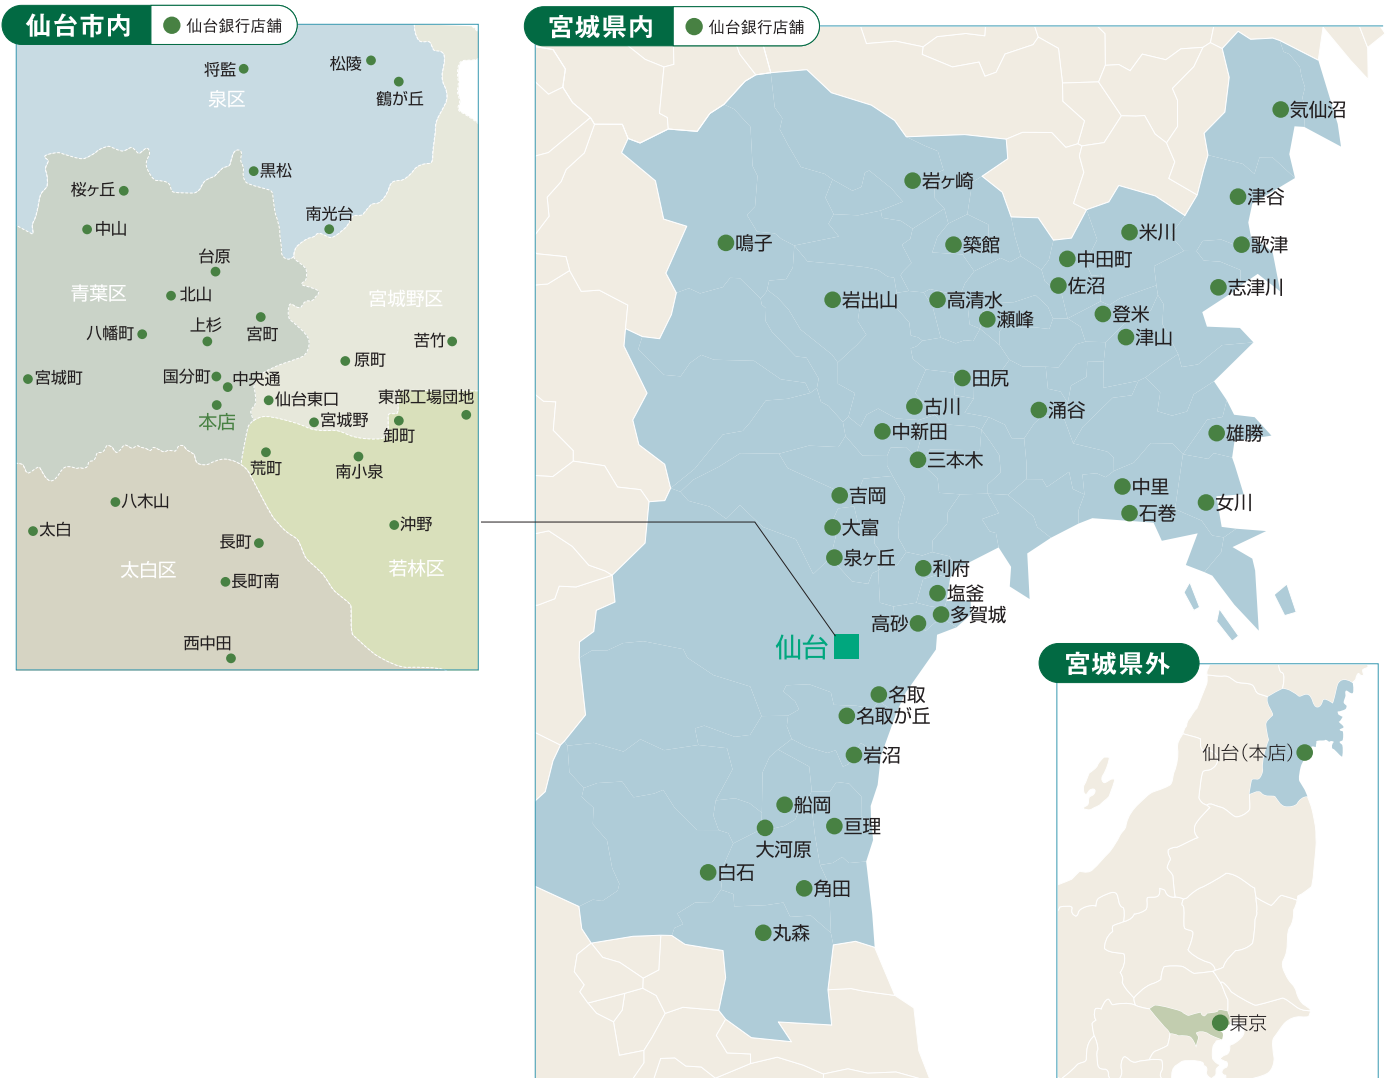 仙台市内
仙台銀行店舗
将監
泉区
松陵
鶴が丘
黒松
桜ヶ丘
中山
南光台
台原
青葉区
北山
宮城野区
上杉
八幡町
宮町
苦竹
原町
宮城町
国分町
中央通
仙台東口
東部工場団地
本店
宮城野
卸町
荒町
南小泉
八木山
太白
沖野
長町
太白区
若林区
長町南
西中田
宮城県内
仙台銀行店舗
気仙沼
岩ヶ崎
津谷
鳴子
築館
米川
歌津
中田町
佐沼
志津川
岩出山
高清水
瀬峰
登米
津山
田尻
古川
涌谷
中新田
雄勝
三本木
吉岡
中里
女川
石巻
大富
泉ヶ丘
利府
塩釜
多賀城
高砂
仙台
名取
名取が丘
岩沼
船岡
亘理
大河原
白石
角田
丸森
宮城県外
仙台(本店)
東京